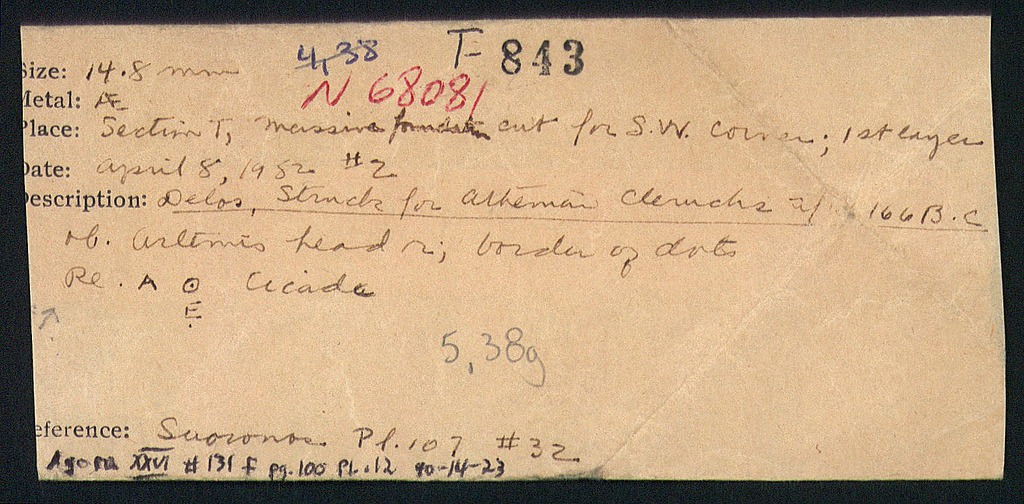 4,38 T- 843
Size: 14.8 mm
N 68081
Metal: Æ
Place: Section T, massive foundation cut for S.W. corner; 1st layer
Date: April 8, 1932 #2
Description: Delos, Struck for Athenian Cleruchs af. 166 B.C
Ob. Artemis head r; border of dots
Re. A Θ Cicada
E
5,38g
Reference: Svoronos Pl. 107 #32
Agora XXVI #131 f pg. 100 Pl. 12 90-14-23